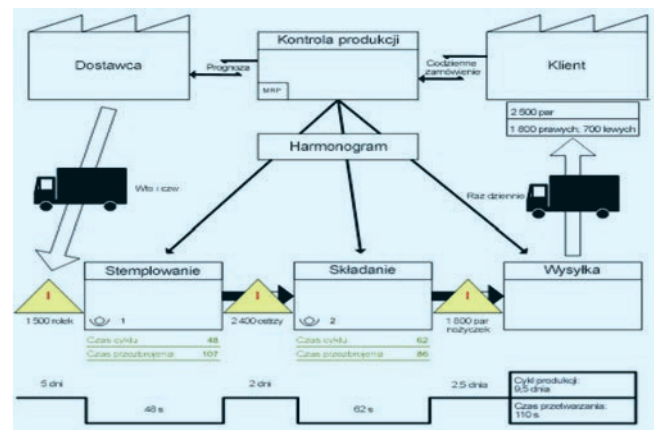 Dostawca
Prognoza
Kontrola produkcji
MRP
Codzienne
zamówienie
Klient
2 500 par
1 800 prawych; 700 lewych
Harmonogram
Wto i czw
Raz dziennie
Stemplowanie
Składanie
Wysyłka
I
1
I
2
I
1 500 rolek
2 400 ostrzy
1 800 par
nożyczek
Czas cyklu 48
Czas przezbrojenia 107
Czas cyklu 62
Czas przezbrojenia 86
5 dni
48 s
2 dni
62 s
2,5 dnia
Cykl produkcji:
9,5 dnia
Czas przetwarzania:
110 s